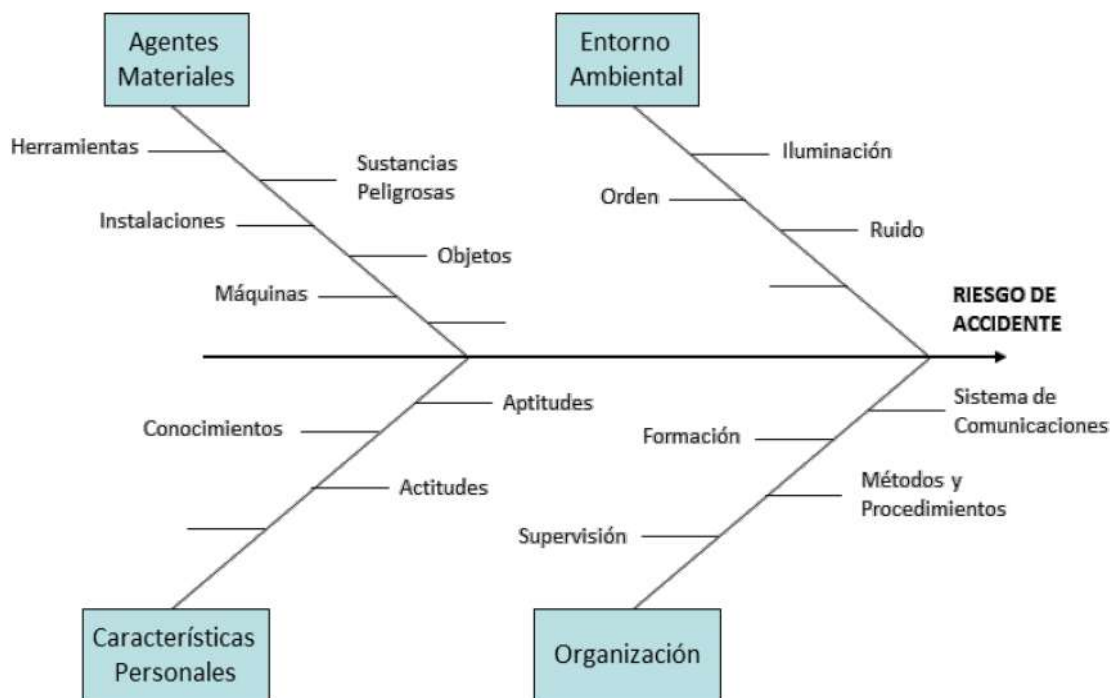 Agentes
Materiales
Entorno
Ambiental
Herramientas
Sustancias
Peligrosas
Instalaciones
Objetos
Máquinas
Iluminación
Orden
Ruido
RIESGO DE
ACCIDENTE
Aptitudes
Conocimientos
Actitudes
Sistema de
Comunicaciones
Formación
Métodos y
Procedimientos
Supervisión
Características
Personales
Organización